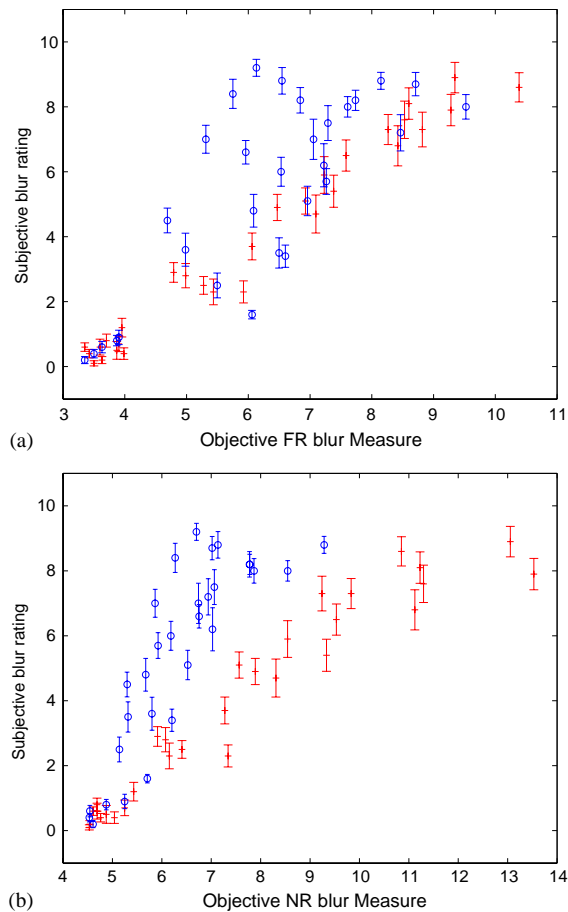 10
8
6
4
2
0
Subjective blur rating
3 4 5 6 7 8 9 10 11
(a) Objective FR blur Measure
10
8
6
4
2
0
Subjective blur rating
4 5 6 7 8 9 10 11 12 13 14
(b) Objective NR blur Measure